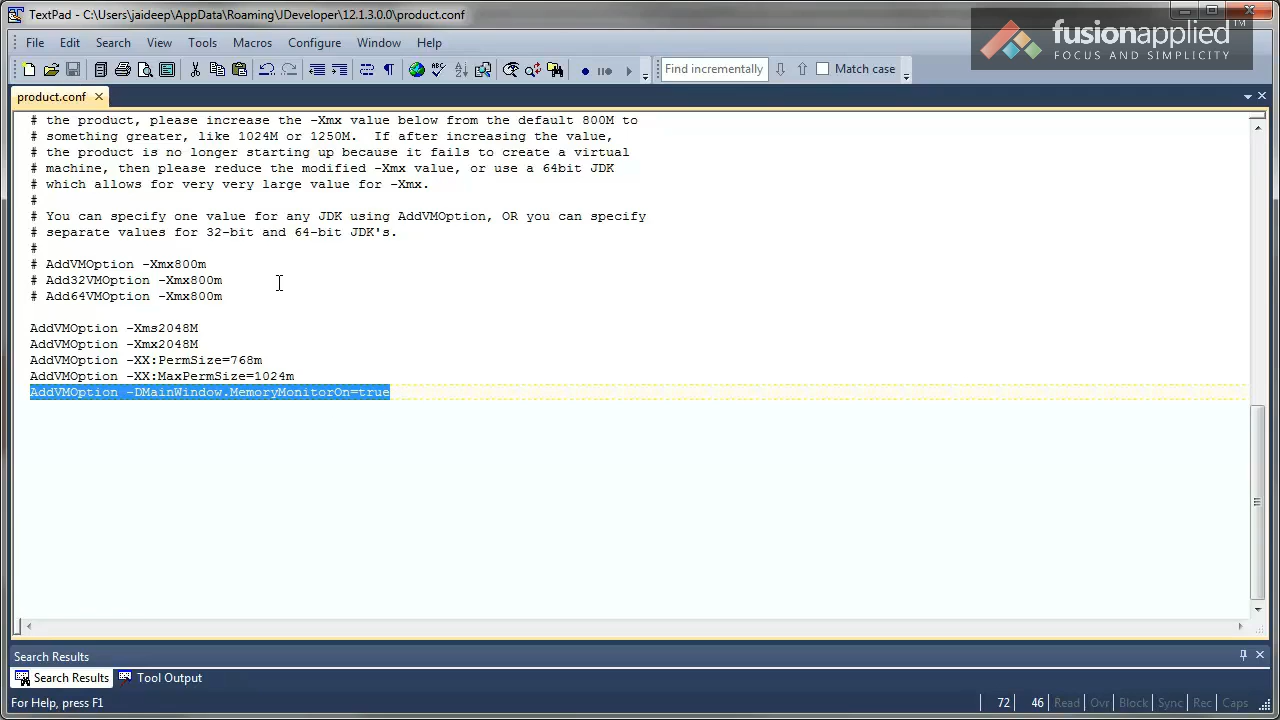 TextPad - C:\Users\jaideep\AppData\Roaming\JDeveloper\12.1.3.0.0\product.conf
fusionapplied™
FOCUS AND SIMPLICITY
File Edit Search View Tools Macros Configure Window Help
Find incrementally Match case
product.conf
# the product, please increase the -Xmx value below from the default 800M to
# something greater, like 1024M or 1250M.  If after increasing the value,
# the product is no longer starting up because it fails to create a virtual
# machine, then please reduce the modified -Xmx value, or use a 64bit JDK
# which allows for very very large value for -Xmx.
#
# You can specify one value for any JDK using AddVMOption, OR you can specify
# separate values for 32-bit and 64-bit JDK's.
#
# AddVMOption -Xmx800m
# Add32VMOption -Xmx800m
# Add64VMOption -Xmx800m
AddVMOption -Xms2048M
AddVMOption -Xmx2048M
AddVMOption -XX:PermSize=768m
AddVMOption -XX:MaxPermSize=1024m
AddVMOption -DMainWindow.MemoryMonitorOn=true
Search Results
Search Results Tool Output
For Help, press F1 72 46 Read Ovr Block Sync Rec Caps